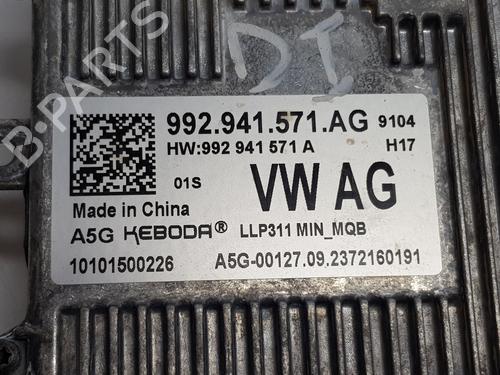 DI
B-PARTS
992.941.571.AG 9104
HW:992 941 571 A H17
01S VW AG
Made in China
A5G KEBODA® LLP311 MIN_MQB
10101500226 A5G-00127.09.2372160191